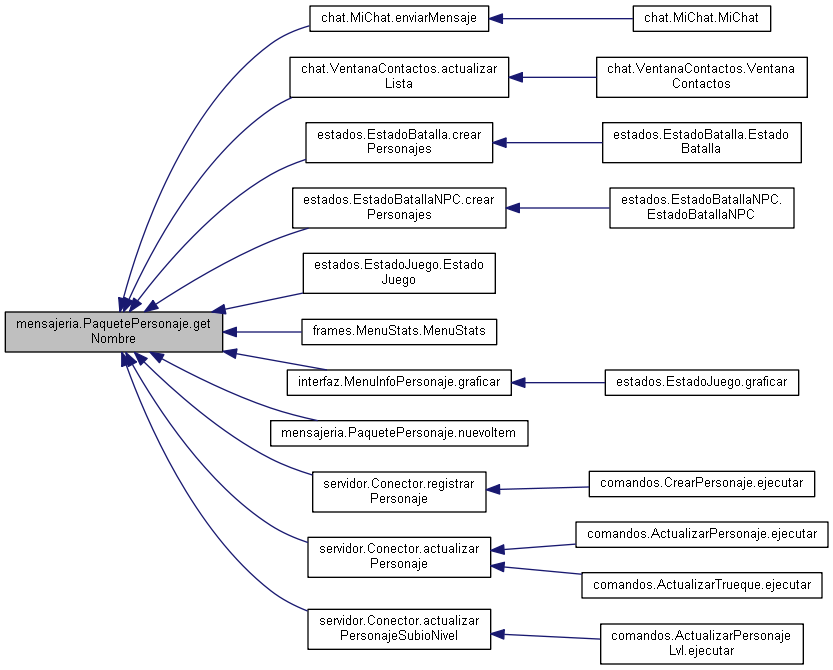 chat.MiChat.enviarMensaje
chat.MiChat.MiChat
chat.VentanaContactos.actualizar
Lista
chat.VentanaContactos.Ventana
Contactos
estados.EstadoBatalla.crear
Personajes
estados.EstadoBatalla.Estado
Batalla
estados.EstadoBatallaNPC.crear
Personajes
estados.EstadoBatallaNPC.
EstadoBatallaNPC
estados.EstadoJuego.Estado
Juego
mensajeria.PaquetePersonaje.get
Nombre
frames.MenuStats.MenuStats
interfaz.MenuInfoPersonaje.graficar
estados.EstadoJuego.graficar
mensajeria.PaquetePersonaje.nuevoItem
servidor.Conector.registrar
Personaje
comandos.CrearPersonaje.ejecutar
servidor.Conector.actualizar
Personaje
comandos.ActualizarPersonaje.ejecutar
comandos.ActualizarTrueque.ejecutar
servidor.Conector.actualizar
PersonajeSubioNivel
comandos.ActualizarPersonaje
Lvl.ejecutar